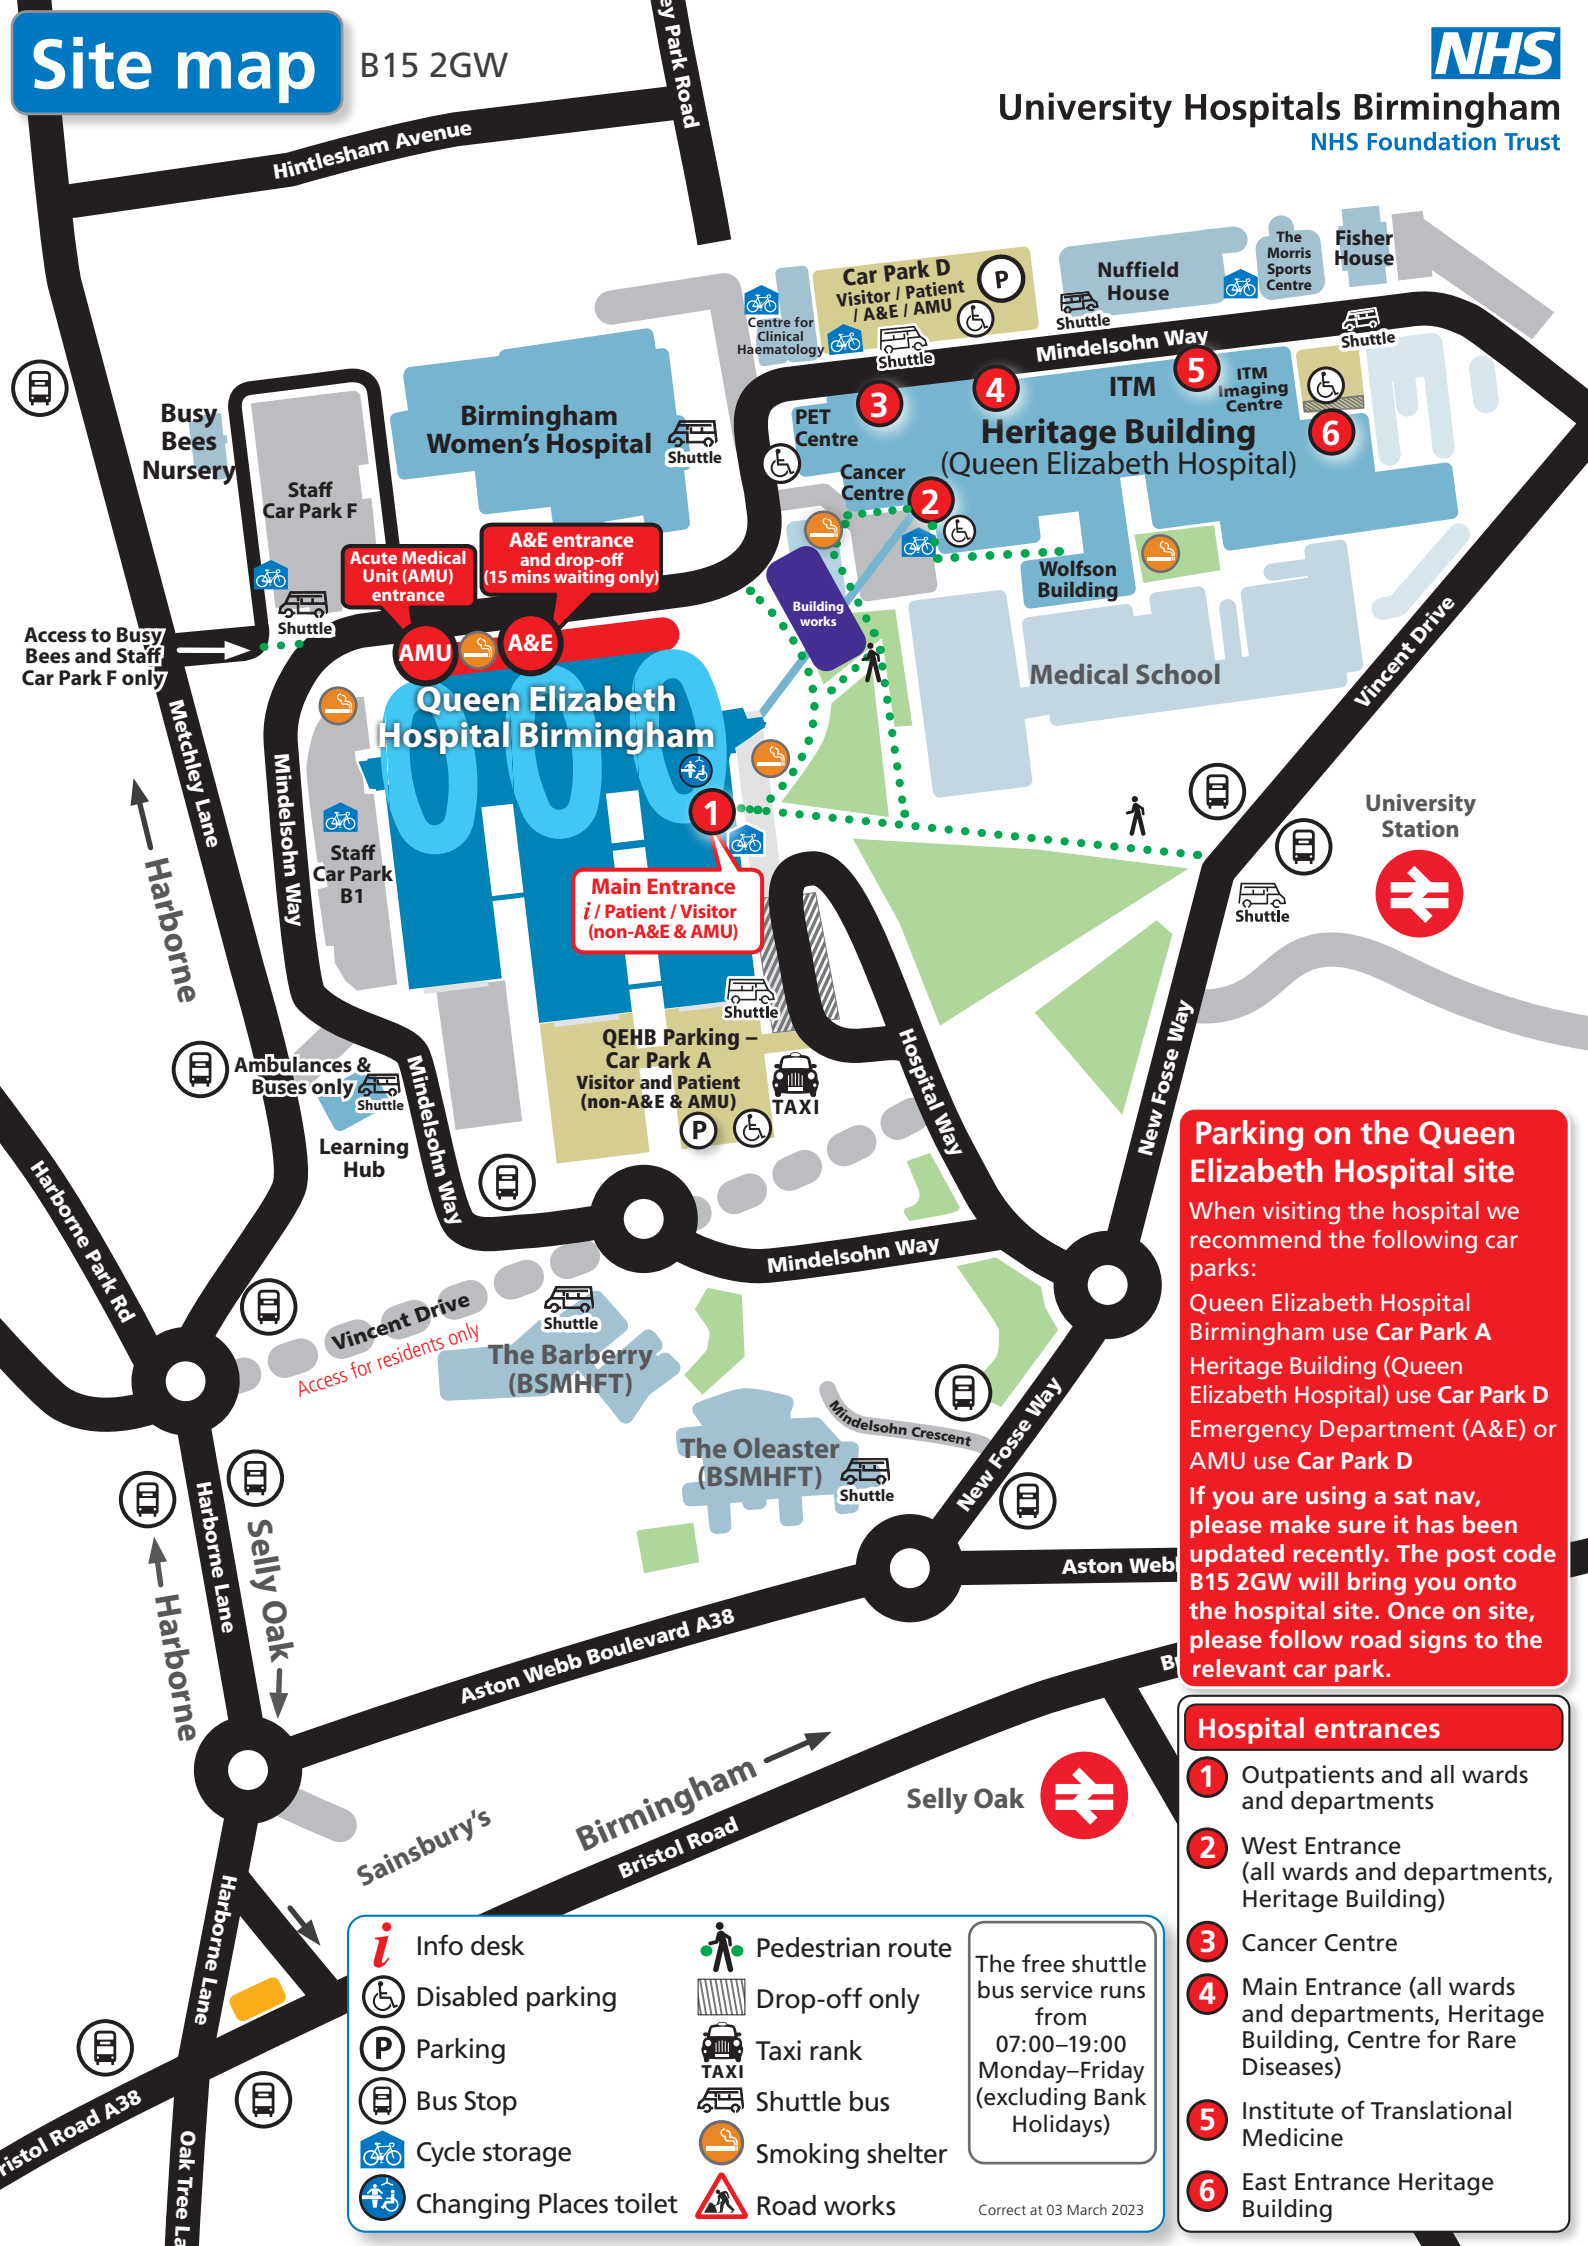 Site map
B15 2GW
NHS
University Hospitals Birmingham
NHS Foundation Trust
ey Park Road
Hintlesham Avenue
Car Park D
Visitor / Patient
/ A&E / AMU
P
Shuttle
Nuffield
House
Shuttle
The
Morris
Sports
Centre
Fisher
House
Shuttle
Centre for
Clinical
Haematology
Mindelsohn Way
Busy
Bees
Nursery
Staff
Car Park F
Shuttle
Birmingham
Women's Hospital
Shuttle
PET
Centre
3
4
5
6
ITM
ITM
Imaging
Centre
Heritage Building
(Queen Elizabeth Hospital)
Cancer
Centre
2
Wolfson
Building
Acute Medical
Unit (AMU)
entrance
A&E entrance
and drop-off
(15 mins waiting only)
AMU
A&E
Building
works
Access to Busy
Bees and Staff
Car Park F only
Queen Elizabeth
Hospital Birmingham
Medical School
Vincent Drive
Metchley Lane
Mindelsohn Way
Harborne
Staff
Car Park
B1
1
Main Entrance
i / Patient / Visitor
(non-A&E & AMU)
University
Station
Shuttle
Shuttle
QEHB Parking –
Car Park A
Visitor and Patient
(non-A&E & AMU)
P
TAXI
Hospital Way
New Fosse Way
Ambulances &
Buses only
Shuttle
Learning
Hub
Mindelsohn Way
Harborne Park Rd
Mindelsohn Way
Vincent Drive
Access for residents only
Shuttle
The Barberry
(BSMHFT)
The Oleaster
(BSMHFT)
Shuttle
Mindelsohn Crescent
New Fosse Way
Harborne Lane
Selly Oak
Harborne
Aston Webb Boulevard A38
Aston Web
B
Birmingham
Bristol Road
Sainsbury's
Selly Oak
Harborne Lane
ristol Road A38
Oak Tree La
Parking on the Queen
Elizabeth Hospital site
When visiting the hospital we
recommend the following car
parks:
Queen Elizabeth Hospital
Birmingham use Car Park A
Heritage Building (Queen
Elizabeth Hospital) use Car Park D
Emergency Department (A&E) or
AMU use Car Park D
If you are using a sat nav,
please make sure it has been
updated recently. The post code
B15 2GW will bring you onto
the hospital site. Once on site,
please follow road signs to the
relevant car park.
Hospital entrances
1 Outpatients and all wards
and departments
2 West Entrance
(all wards and departments,
Heritage Building)
3 Cancer Centre
4 Main Entrance (all wards
and departments, Heritage
Building, Centre for Rare
Diseases)
5 Institute of Translational
Medicine
6 East Entrance Heritage
Building
i Info desk
Disabled parking
P Parking
Bus Stop
Cycle storage
Changing Places toilet
Pedestrian route
Drop-off only
TAXI Taxi rank
Shuttle bus
Smoking shelter
Road works
The free shuttle
bus service runs
from
07:00–19:00
Monday–Friday
(excluding Bank
Holidays)
Correct at 03 March 2023